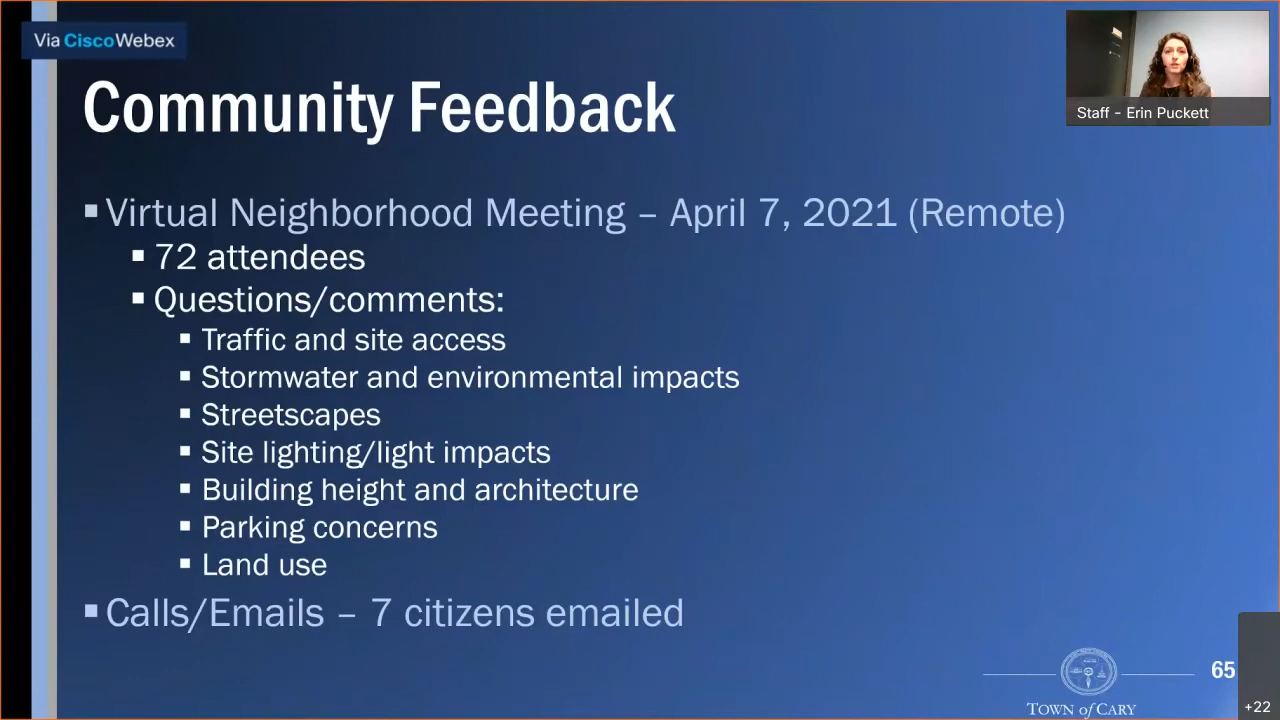 Via CiscoWebex
Staff - Erin Puckett
Community Feedback
▪ Virtual Neighborhood Meeting – April 7, 2021 (Remote)
▪ 72 attendees
▪ Questions/comments:
▪ Traffic and site access
▪ Stormwater and environmental impacts
▪ Streetscapes
▪ Site lighting/light impacts
▪ Building height and architecture
▪ Parking concerns
▪ Land use
▪ Calls/Emails – 7 citizens emailed
65
TOWN of CARY
+22